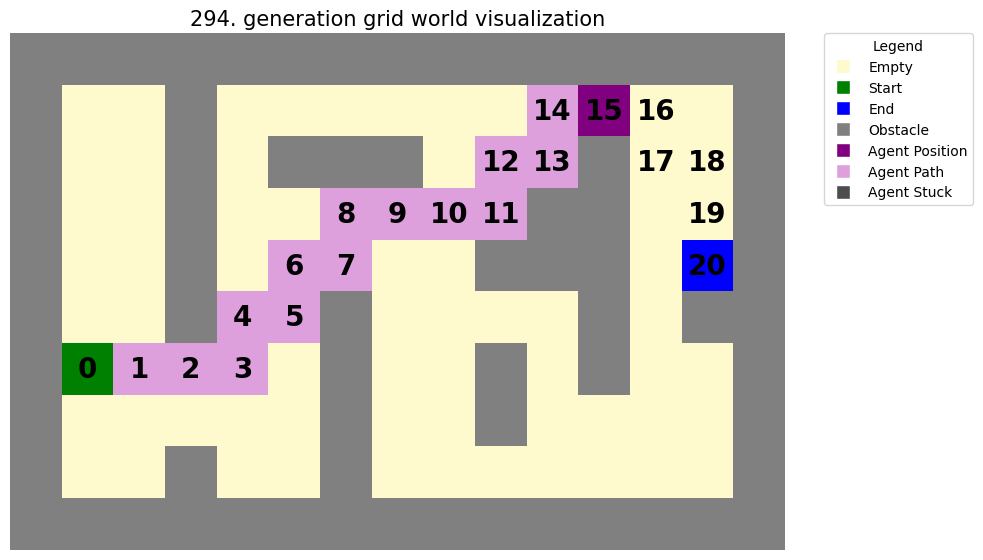 294. generation grid world visualization
14 15 16
12 13 17 18
8 9 10 11 19
6 7 20
4 5
0 1 2 3
Legend
Empty
Start
End
Obstacle
Agent Position
Agent Path
Agent Stuck